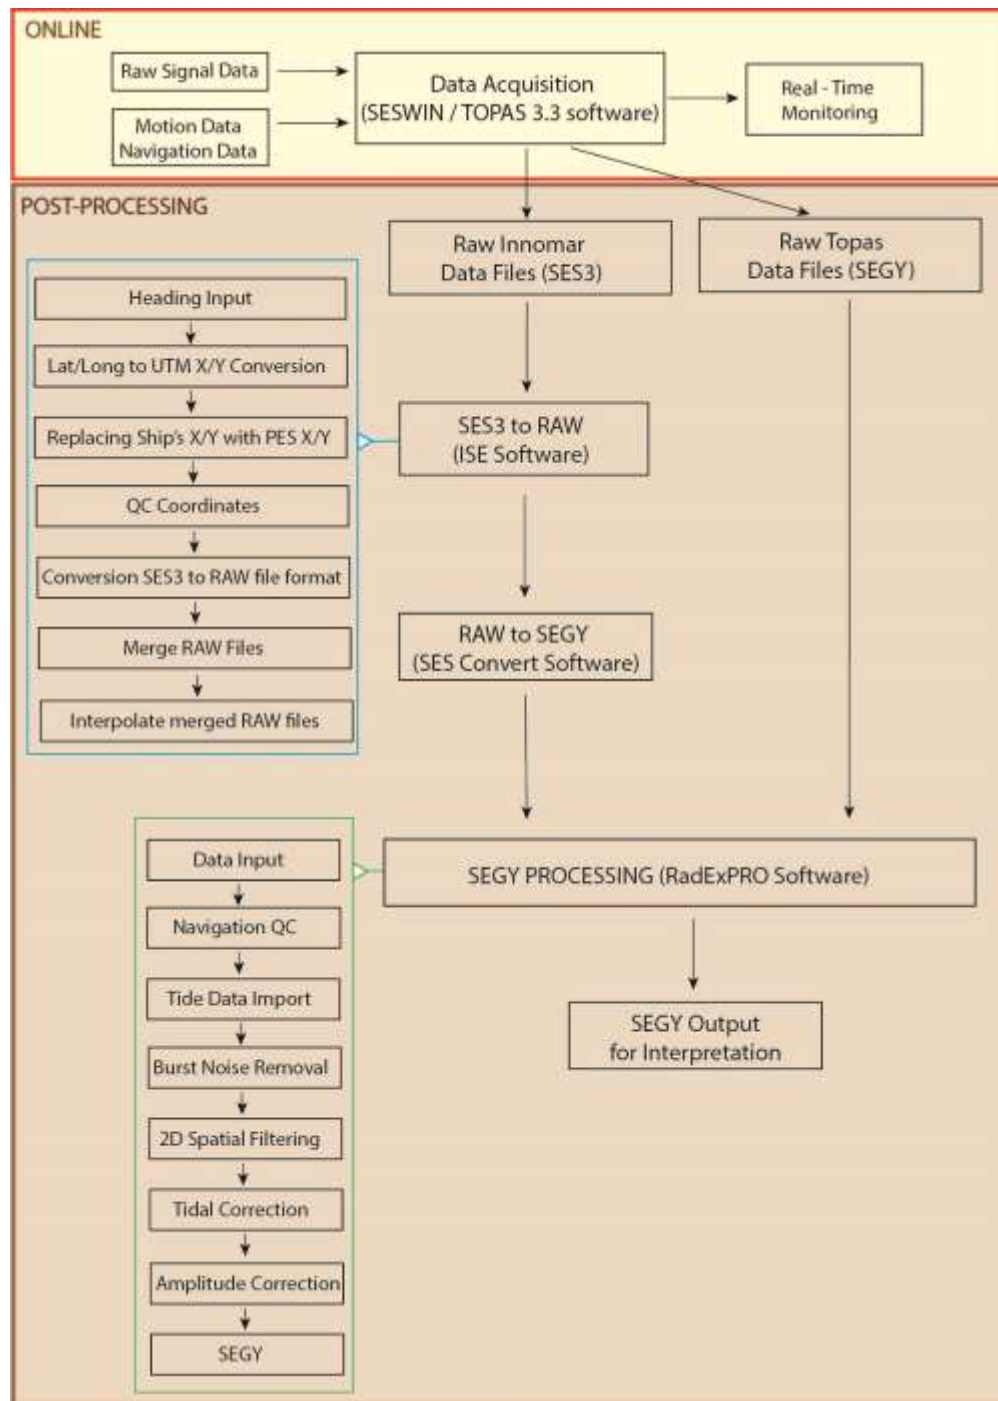 ONLINE
Raw Signal Data
Motion Data
Navigation Data
Data Acquisition
(SESWIN / TOPAS 3.3 software)
Real - Time
Monitoring
POST-PROCESSING
Raw Innomar
Data Files (SES3)
Raw Topas
Data Files (SEGY)
Heading Input
Lat/Long to UTM X/Y Conversion
Replacing Ship's X/Y with PES X/Y
QC Coordinates
Conversion SES3 to RAW file format
Merge RAW Files
Interpolate merged RAW files
SES3 to RAW
(ISE Software)
RAW to SEGY
(SES Convert Software)
SEGY PROCESSING (RadExPRO Software)
Data Input
Navigation QC
Tide Data Import
Burst Noise Removal
2D Spatial Filtering
Tidal Correction
Amplitude Correction
SEGY
SEGY Output
for Interpretation